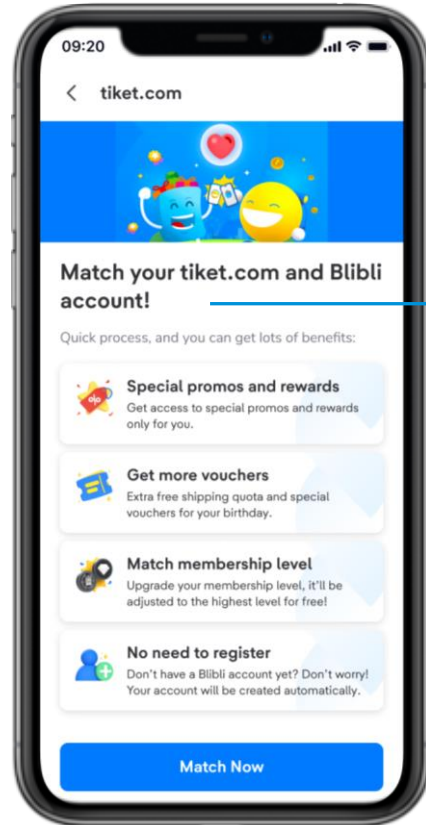 09:20
tiket.com
Match your tiket.com and Blibli
account!
Quick process, and you can get lots of benefits:
Special promos and rewards
Get access to special promos and rewards
only for you.
Get more vouchers
Extra free shipping quota and special
vouchers for your birthday.
Match membership level
Upgrade your membership level, it'll be
adjusted to the highest level for free!
No need to register
Don't have a Blibli account yet? Don't worry!
Your account will be created automatically.
Match Now